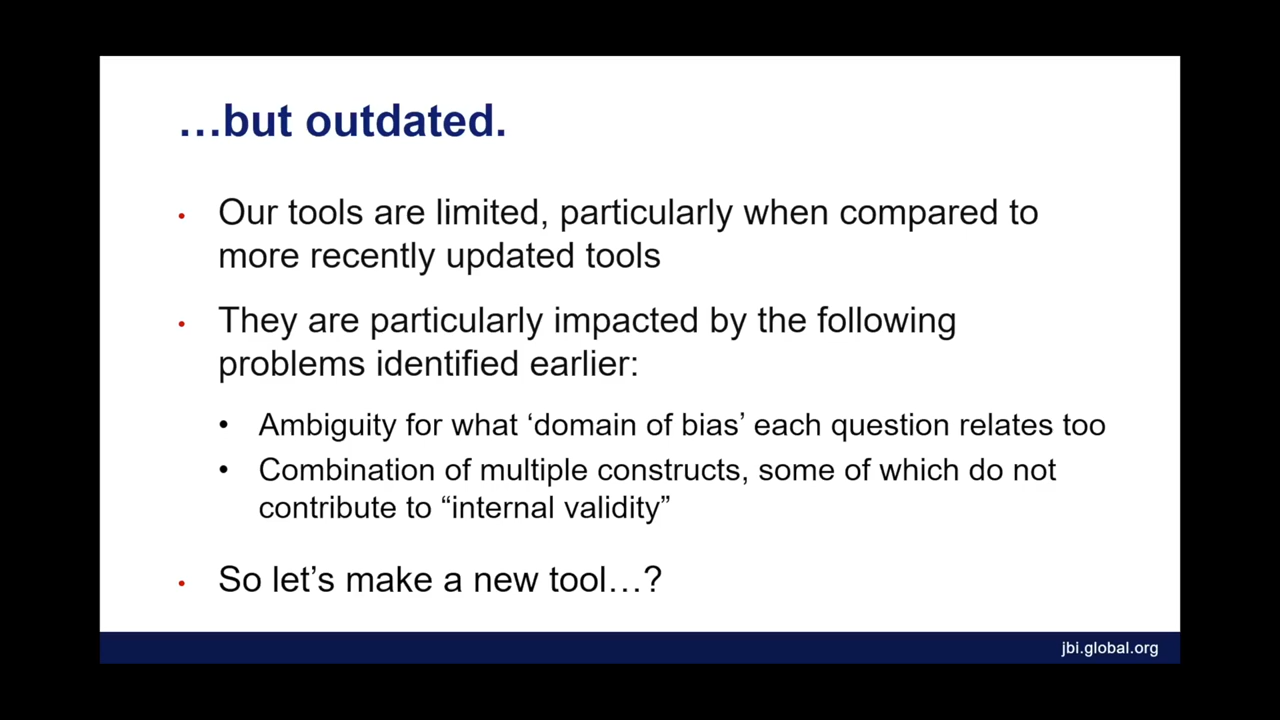 …but outdated.
• Our tools are limited, particularly when compared to
more recently updated tools
• They are particularly impacted by the following
problems identified earlier:
• Ambiguity for what ‘domain of bias’ each question relates too
• Combination of multiple constructs, some of which do not
contribute to “internal validity”
• So let’s make a new tool…?
jbi.global.org